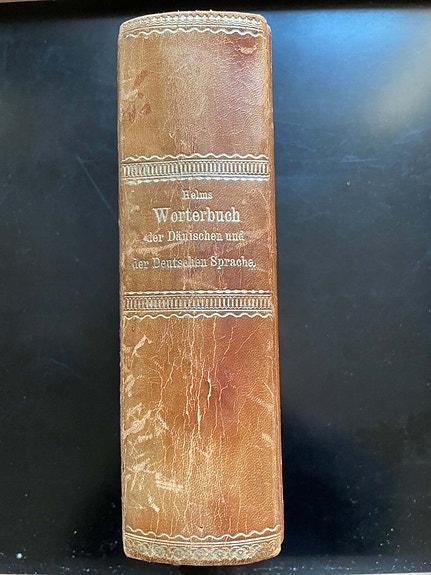 Helms
Worterbuch
der Dänischen und
der Deutschen Sprache.